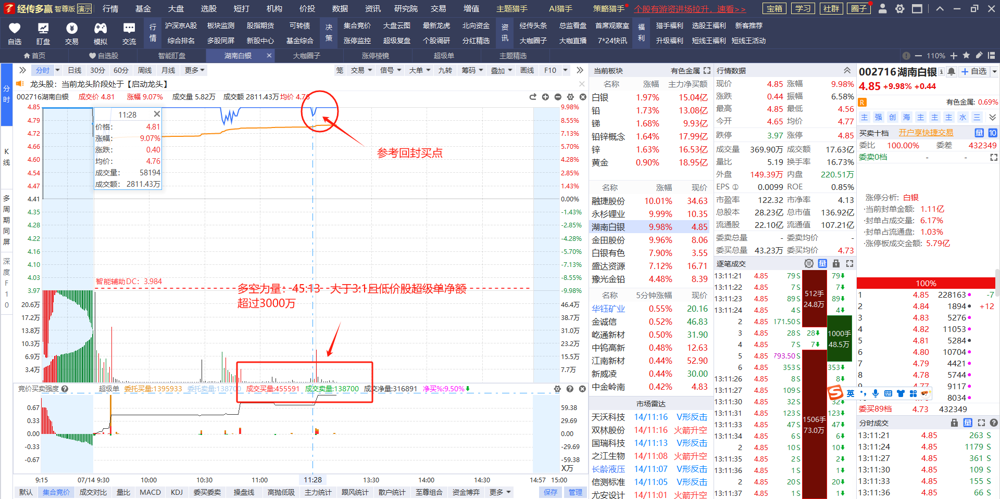 经传多赢 智尊版 演示 行情 基金 大盘 选股 短打 机构 价投 数据 资讯 研究院 交易 增值 主题猎手 AI猎手 策略猎手 个股有游资进场拉升，速看>> 宝箱 学习 社群 圈子
自选 盯盘 交易 模拟 交流 行情 决策 资讯 福利
沪深京A股 板块监测 股指期货 可转债 集合竞价 大盘云图 最新龙虎 北向资金 经传头条 总监看盘 首席观察室 猎手福利 选股王福利 新客推荐
综合排名 多股同屏 新股中心 基金综合 涨停监控 超级复盘 个股调研 分红精选 大咖圈子 大咖直播 7*24快讯 升级福利 短线王福利 短线王活动
首页 自选股 智能盯盘 湖南白银 大咖圈子 涨停棱镜 超级单 主题精选 110%
分时 日线 30分 60分 周线 月线 更多 笼 交易 信号 大单 九转 筹码 叠加 画线 F10
龙头股：当前龙头阶段处于【启动龙头】
002716湖南白银 成交价 4.81 涨幅 9.07% 成交量 5.82万 成交额 2811.43万 均价 4.76
分时
K线
多周期同屏
深度F10
4.85 9.98%
4.79 8.55%
4.72 7.13%
4.66 5.70%
4.60 4.28%
4.54 2.85%
4.47 1.43%
4.41 0.00%
4.35 -1.43%
4.28 -2.85%
4.22 -4.28%
4.16 -5.70%
4.10 -7.13%
4.03 -8.55%
3.97 -9.98%
20.6万 46.4万
17.2万 38.7万
13.8万 31.0万
10.3万 23.2万
6.9万 15.5万
3.4万 7.7万
11:28
价格： 4.81
涨幅： 9.07%
涨跌： 0.40
均价： 4.76
成交量： 58194
成交额： 2811.43万
参考回封买点
智能辅助DC：3.984
多空力量：45:13 大于3:1且低价股超级单净额
超过3000万
竞价买卖强度 超级单 委托买量:1395933 委托卖量:138700 成交买量:455591 成交卖量:138700 成交净量:316891 净买%:9.50%
0.67 59.38
0.33 29.69
0.00 0.00
-0.33 -29.69
-0.67 -59.38
X万
9:15 07/14 9:30 10:00 10:30 11:00 11:28 13:30 14:00 14:30 14:57 15:00
默认 集合竞价 成交对比 量比 MACD KDJ 委买委卖 操盘线 高抛低吸 主力统计 跟风统计 散户统计 至尊组合 资金博弈 更多 保存 管理
当前板块 有色金属
名称 涨幅 主力净买额
白银 1.97% 15.04亿
铅 1.73% 13.08亿
锑 1.68% 9.93亿
铅锌概念 1.64% 17.99亿
锌 1.63% 16.53亿
黄金 0.90% 18.95亿
名称 涨幅 现价
融捷股份 10.01% 34.63
永杉锂业 9.99% 10.35
湖南白银 9.98% 4.85
金田股份 9.96% 8.06
白银有色 7.90% 3.55
盛达资源 7.12% 16.71
豫光金铅 4.48% 8.39
名称 5分钟涨幅 现价
华钰矿业 0.55% 20.16
金诚信 0.52% 46.83
屹通新材 0.50% 31.90
中钨高新 0.48% 12.63
江南新材 0.44% 52.90
新威凌 0.44% 30.00
中金岭南 0.42% 4.83
市场雷达
天沃科技 14/11:16 V形反击
双林股份 14/11:16 火箭升空
国瑞科技 14/11:13 V形反击
之江生物 14/11:08 火箭升空
长龄液压 14/11:07 V形反击
信测标准 14/11:05 V形反击
尤安设计 14/11:01 火箭升空
行情数据
现价 4.85 涨幅 9.98%
涨跌 0.44 振幅 6.58%
最高 4.85 最低 4.56
今开 4.65 均价 4.77
跌停 3.97 涨停 4.85
成交量 369.90万 成交额 17.63亿
量比 5.19 换手率 16.73%
外盘 149.39万 内盘 220.51万
EPS ① 0.0099 ROE 0.85%
市盈率 122.32 市净率 4.13
总股本 28.23亿 总市值 136.92亿
流通股 22.10亿 流通值 107.21亿
委卖总量 - 委卖均价 -
委买总量 43.23万 委买均价 4.73
逐笔成交 单 量
13:11:21 4.85 79 S 79
13:11:22 4.85 7 S 7
13:11:23 4.85 89 S 89
13:11:24 4.85 4 S 4
2 4.85 171.50 S
3 4.85 28 S 28
4 4.85 7 S 7
5 4.85 793.50 S
6 4.85 353 S 353
13:11:26 4.85 8 S 8
13:11:27 4.85 109 S
13:11:30 4.85 32 S 32
13:11:31 4.85 123 S 123
13:11:33 4.85 47 S 47
13:11:34 4.85 6 S 6
2 4.85 10 S 10
13:11:35 4.85 2 S 2
13:11:36 4.85 1 S 1
2 4.85 20 S 20
13:11:37 4.85 1 S 1
512手
24.8万
1000手
48.5万
1506手
73.0万
002716湖南白银 自选
4.85 +9.98% +0.44
R 有色金属: 0.69%
主 强 创 海 主 主 主 水 三
买卖十档 开户享快捷交易 量 10
委比 100.00% 委差 432349
委卖0档 - -
涨停分析: 白银
·当前封单金额: 1.11亿
·封单占成交量: 6.17%
·封单占流通盘: 1.03%
·涨停板成交金额: 5.79亿
100%
1 4.85 228163 -7
2 4.84 1894 +12
3 4.83 5276
4 4.82 11053
5 4.81 5284
6 4.80 10704
7 4.79 4421
8 4.78 5744
9 4.77 9117
8034
英
委买89档 4.73 432349
分时成交 量
13:11:21 4.85 263 S
13:11:24 4.85 1179 S
13:11:27 4.85 361 S
13:11:30 4.85 109 S
13:11:33 4.85 155 S
13:11:36 4.85 66 S